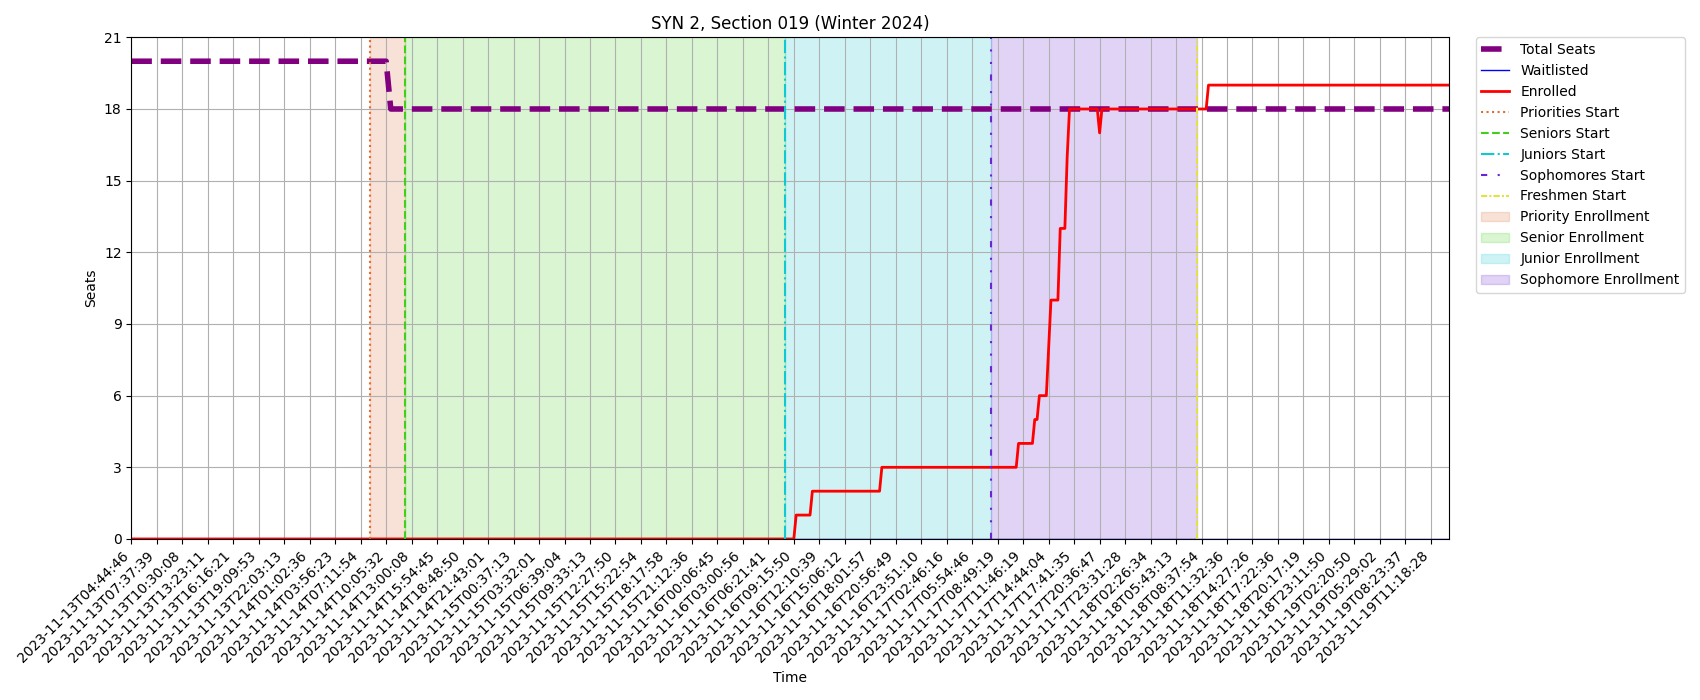 SYN 2, Section 019 (Winter 2024)
21
18
15
12
9
6
3
0
Seats
2023-11-13T04:44:46
2023-11-13T07:37:39
2023-11-13T10:30:08
2023-11-13T13:23:11
2023-11-13T16:16:21
2023-11-13T19:09:53
2023-11-13T22:03:13
2023-11-14T01:02:36
2023-11-14T03:56:23
2023-11-14T07:11:54
2023-11-14T10:05:32
2023-11-14T13:00:08
2023-11-14T15:54:45
2023-11-14T18:48:50
2023-11-14T21:43:01
2023-11-15T00:37:13
2023-11-15T03:32:01
2023-11-15T06:39:04
2023-11-15T09:33:13
2023-11-15T12:27:50
2023-11-15T15:22:54
2023-11-15T18:17:58
2023-11-15T21:12:36
2023-11-16T00:06:45
2023-11-16T03:00:56
2023-11-16T06:21:41
2023-11-16T09:15:50
2023-11-16T12:10:39
2023-11-16T15:06:12
2023-11-16T18:01:57
2023-11-16T20:56:49
2023-11-16T23:51:10
2023-11-17T02:46:16
2023-11-17T05:54:46
2023-11-17T08:49:19
2023-11-17T11:46:19
2023-11-17T14:44:04
2023-11-17T17:41:35
2023-11-17T20:36:47
2023-11-17T23:31:28
2023-11-18T02:26:34
2023-11-18T05:43:13
2023-11-18T08:37:54
2023-11-18T11:32:36
2023-11-18T14:27:26
2023-11-18T17:22:36
2023-11-18T20:17:19
2023-11-18T23:11:50
2023-11-19T02:20:50
2023-11-19T05:29:02
2023-11-19T08:23:37
2023-11-19T11:18:28
Time
Total Seats
Waitlisted
Enrolled
Priorities Start
Seniors Start
Juniors Start
Sophomores Start
Freshmen Start
Priority Enrollment
Senior Enrollment
Junior Enrollment
Sophomore Enrollment